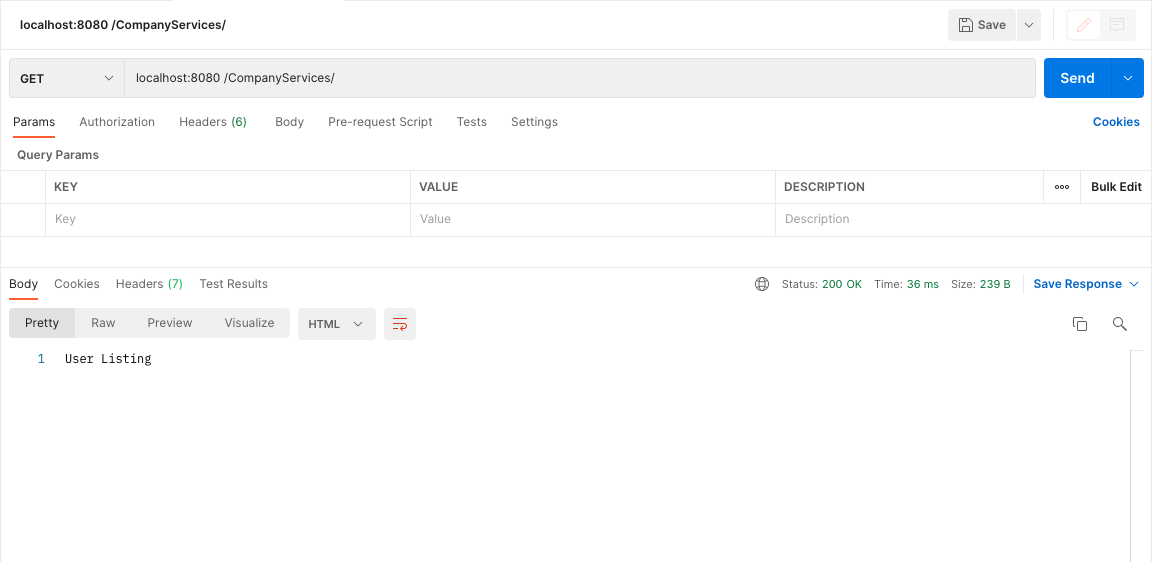 localhost:8080 /CompanyServices/ Save
GET localhost:8080 /CompanyServices/ Send
Params Authorization Headers (6) Body Pre-request Script Tests Settings Cookies
Query Params
KEY VALUE DESCRIPTION ooo Bulk Edit
Key Value Description
Body Cookies Headers (7) Test Results Status: 200 OK Time: 36 ms Size: 239 B Save Response
Pretty Raw Preview Visualize HTML
1 User Listing